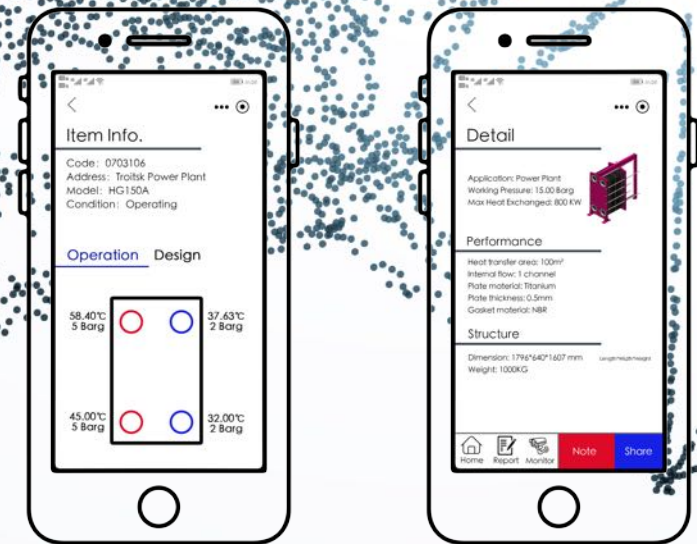 Item Info.
Code: 0703106
Address: Troitsk Power Plant
Model: HG150A
Condition: Operating
Operation Design
58.40℃
5 Barg
37.63℃
2 Barg
45.00℃
5 Barg
32.00℃
2 Barg
Detail
Application: Power Plant
Working Pressure: 15.00 Barg
Max Heat Exchanged: 800 KW
Performance
Heat transfer area: 100m²
Internal flow: 1 channel
Plate material: Titanium
Plate thickness: 0.5mm
Gasket material: NBR
Structure
Dimension: 1796*640*1607 mm
Weight: 1000KG
Home Report Monitor Note Share